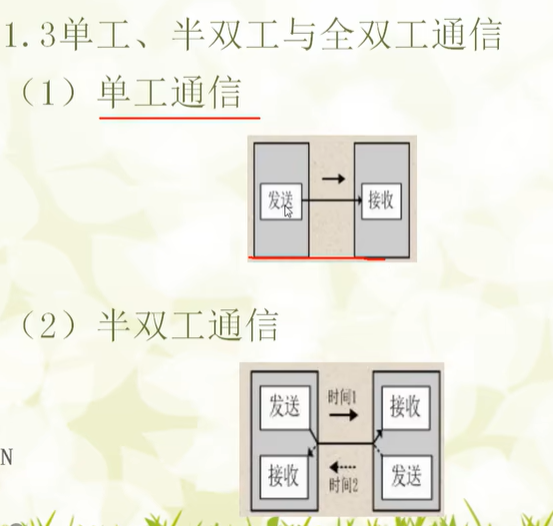 1.3单工、半双工与全双工通信
（1）单工通信
发送 接收
（2）半双工通信
发送 时间1 接收
接收 时间2 发送
N